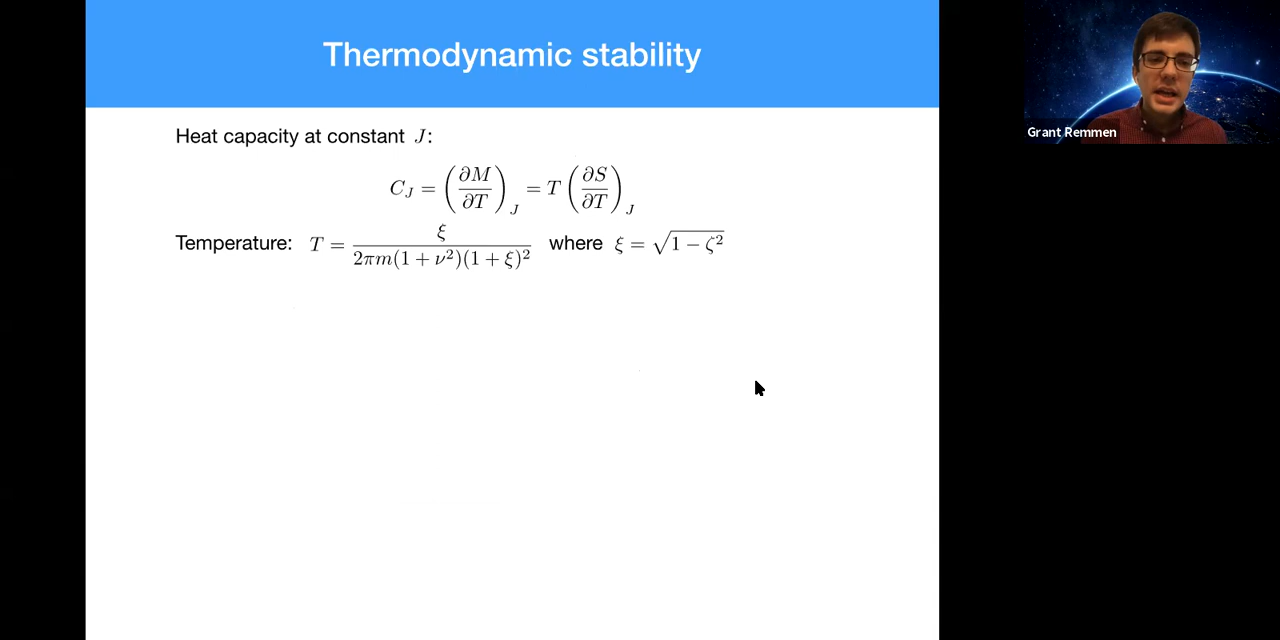 Thermodynamic stability
Heat capacity at constant J:
C_J = (∂M/∂T)_J = T (∂S/∂T)_J
Temperature: T = ξ / 2πm(1 + ν²)(1 + ξ)² where ξ = √(1 − ζ²)
Grant Remmen